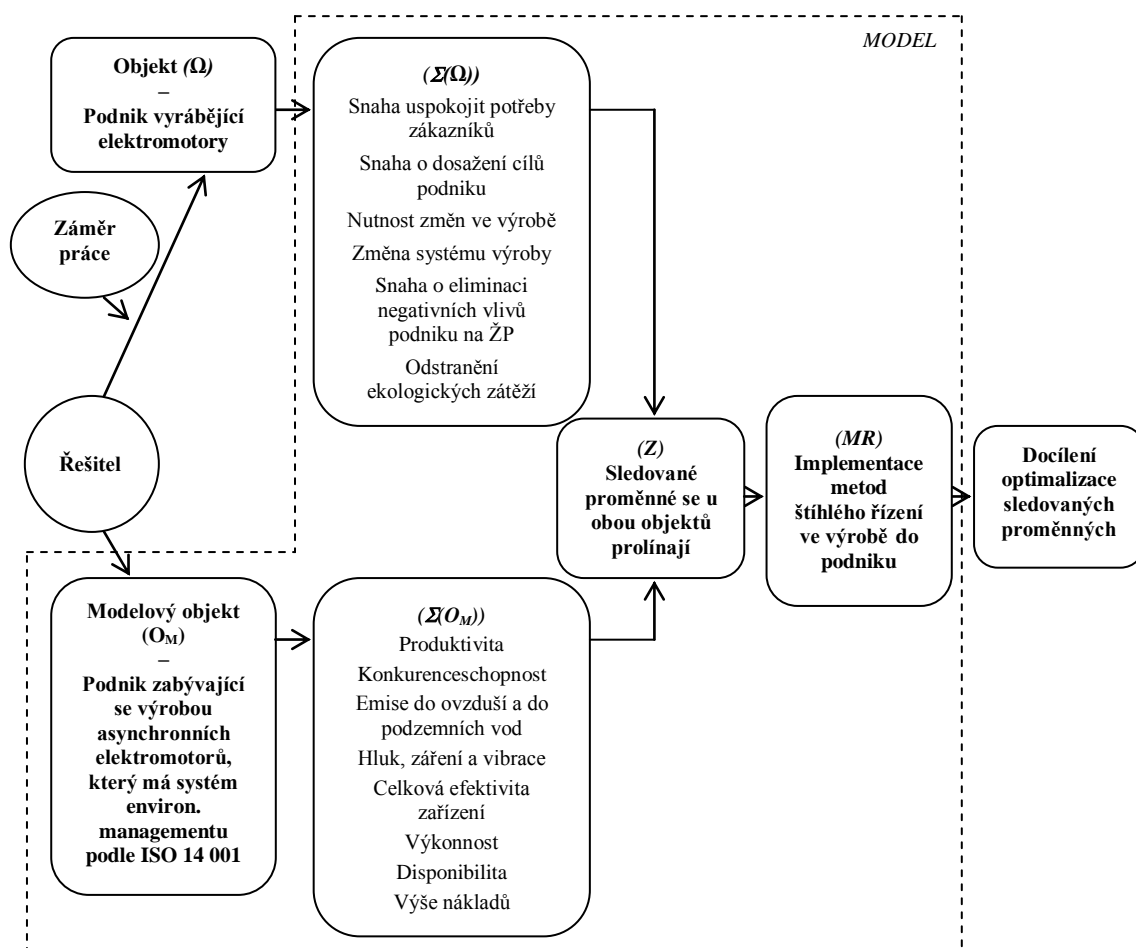 MODEL
Objekt (Ω)
–
Podnik vyrábějící
elektromotory
Záměr
práce
Řešitel
Modelový objekt
(OM)
–
Podnik zabývající
se výrobou
asynchronních
elektromotorů,
který má systém
environ.
managementu
podle ISO 14 001
(Σ(Ω))
Snaha uspokojit potřeby
zákazníků
Snaha o dosažení cílů
podniku
Nutnost změn ve výrobě
Změna systému výroby
Snaha o eliminaci
negativních vlivů
podniku na ŽP
Odstranění
ekologických zátěží
(Σ(OM))
Produktivita
Konkurenceschopnost
Emise do ovzduší a do
podzemních vod
Hluk, záření a vibrace
Celková efektivita
zařízení
Výkonnost
Disponibilita
Výše nákladů
(Z)
Sledované
proměnné se u
obou objektů
prolínají
(MR)
Implementace
metod
štíhlého řízení
ve výrobě do
podniku
Docílení
optimalizace
sledovaných
proměnných